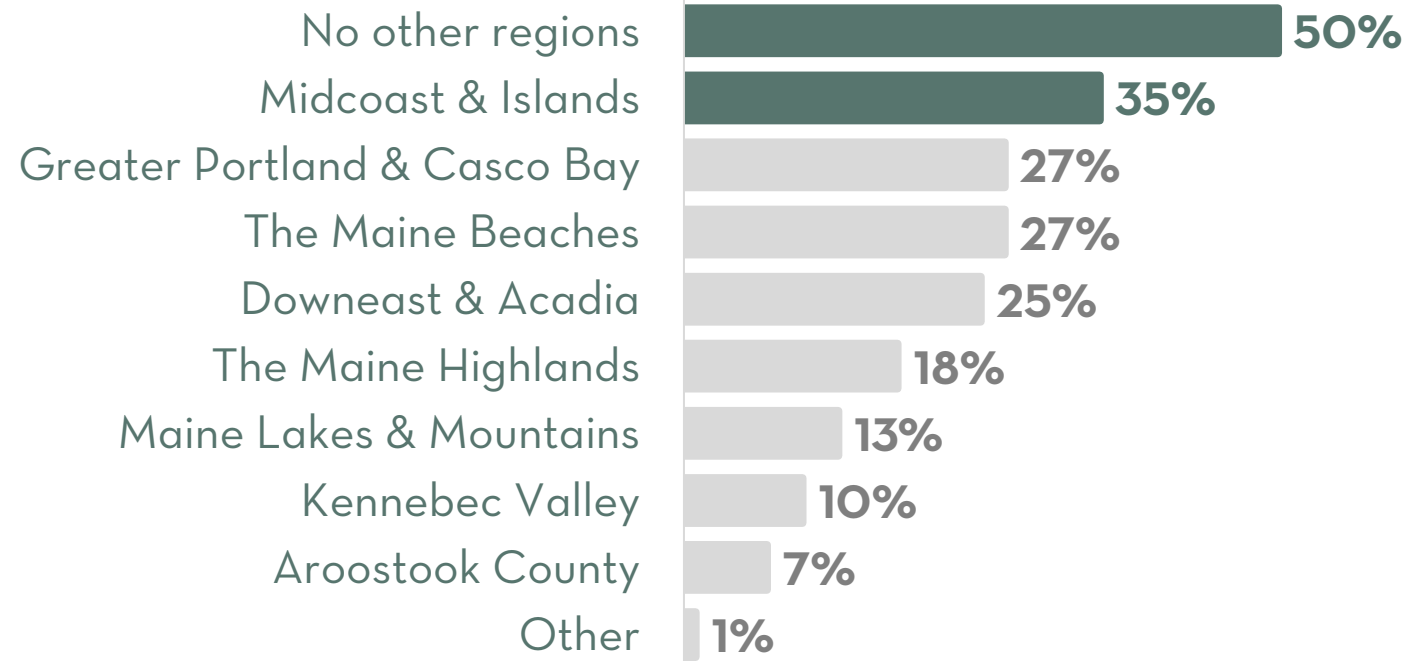 No other regions 50%
Midcoast & Islands 35%
Greater Portland & Casco Bay 27%
The Maine Beaches 27%
Downeast & Acadia 25%
The Maine Highlands 18%
Maine Lakes & Mountains 13%
Kennebec Valley 10%
Aroostook County 7%
Other 1%